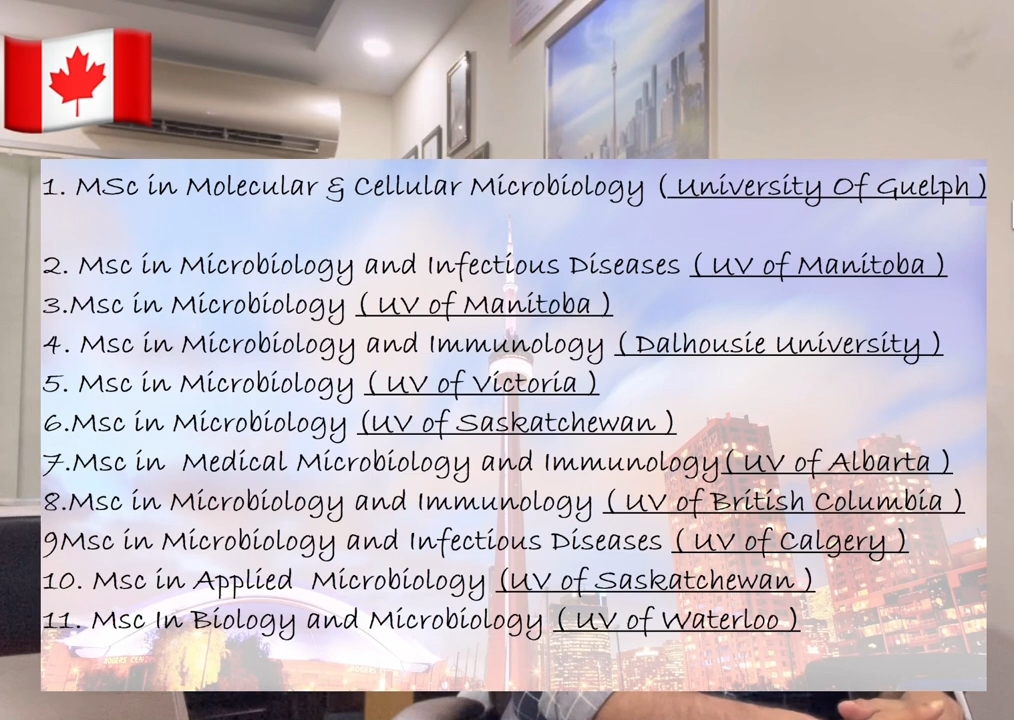 1. MSc in Molecular & Cellular Microbiology ( University Of Guelph )
2. Msc in Microbiology and Infectious Diseases ( UV of Manitoba )
3.Msc in Microbiology ( UV of Manitoba )
4. Msc in Microbiology and Immunology ( Dalhousie University )
5. Msc in Microbiology ( UV of Victoria )
6.Msc in Microbiology (UV of Saskatchewan )
7.Msc in  Medical Microbiology and Immunology( UV of Albarta )
8.Msc in Microbiology and Immunology ( UV of British Columbia )
9Msc in Microbiology and Infectious Diseases ( UV of Calgery )
10. Msc in Applied  Microbiology (UV of Saskatchewan )
11. Msc In Biology and Microbiology ( UV of Waterloo )
ROGERS CENTRE